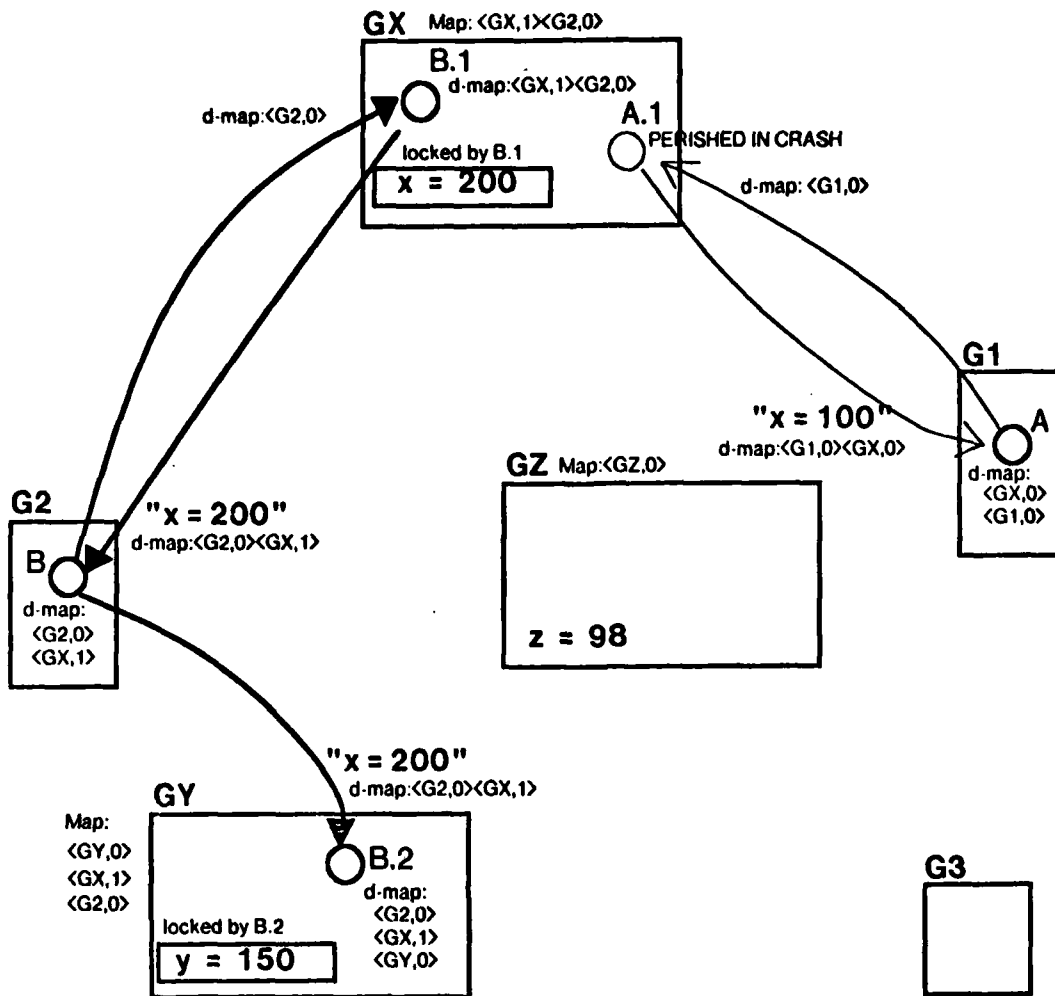 GX Map: <GX,1><G2,0>
B.1
d-map:<GX,1><G2,0>
d-map:<G2,0>
A.1
PERISHED IN CRASH
locked by B.1
x = 200
d-map: <G1,0>
G1
"x = 100"
d-map:<G1,0><GX,0>
A
d-map:
<GX,0>
<G1,0>
GZ Map:<GZ,0>
z = 98
G2
"x = 200"
d-map:<G2,0><GX,1>
B
d-map:
<G2,0>
<GX,1>
"x = 200"
d-map:<G2,0><GX,1>
GY
Map:
<GY,0>
<GX,1>
<G2,0>
B.2
d-map:
<G2,0>
<GX,1>
<GY,0>
locked by B.2
y = 150
G3